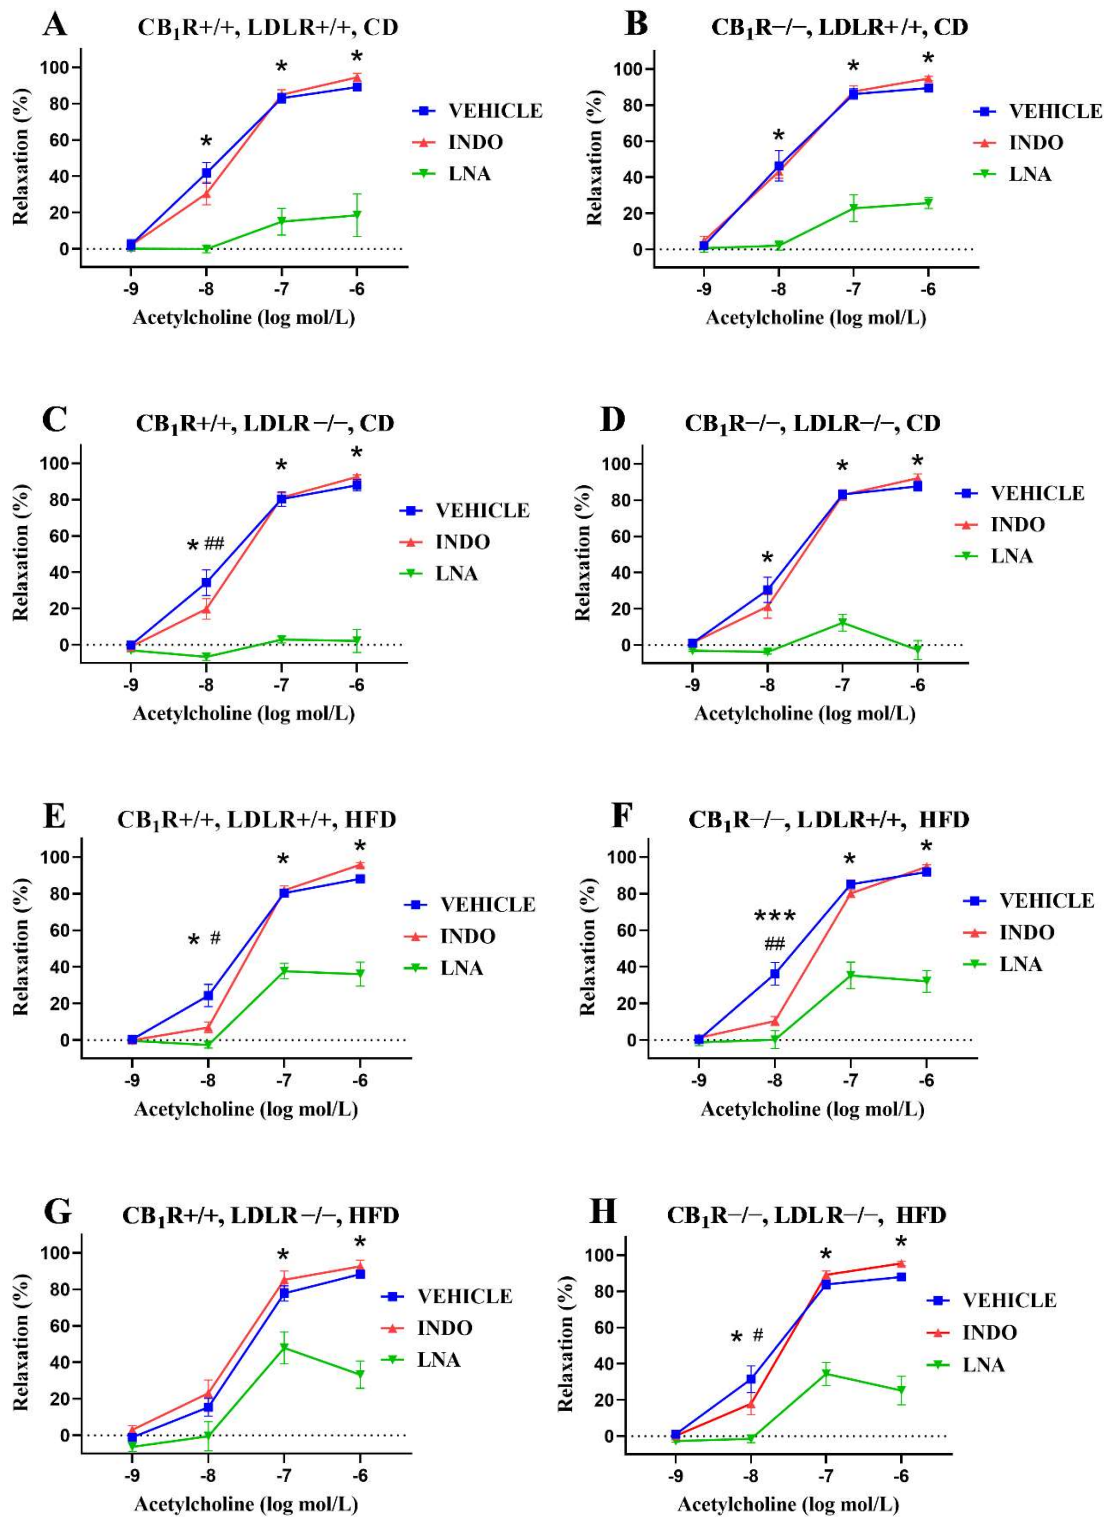 A
CB₁R+/+, LDLR+/+, CD
* * *
Relaxation (%)
100
80
60
40
20
0
-9 -8 -7 -6
Acetylcholine (log mol/L)
VEHICLE
INDO
LNA
B
CB₁R−/−, LDLR+/+, CD
* * *
Relaxation (%)
100
80
60
40
20
0
-9 -8 -7 -6
Acetylcholine (log mol/L)
VEHICLE
INDO
LNA
C
CB₁R+/+, LDLR−/−, CD
* ## * *
Relaxation (%)
100
80
60
40
20
0
-9 -8 -7 -6
Acetylcholine (log mol/L)
VEHICLE
INDO
LNA
D
CB₁R−/−, LDLR−/−, CD
* * *
Relaxation (%)
100
80
60
40
20
0
-9 -8 -7 -6
Acetylcholine (log mol/L)
VEHICLE
INDO
LNA
E
CB₁R+/+, LDLR+/+, HFD
* # * *
Relaxation (%)
100
80
60
40
20
0
-9 -8 -7 -6
Acetylcholine (log mol/L)
VEHICLE
INDO
LNA
F
CB₁R−/−, LDLR+/+, HFD
* *
***
##
Relaxation (%)
100
80
60
40
20
0
-9 -8 -7 -6
Acetylcholine (log mol/L)
VEHICLE
INDO
LNA
G
CB₁R+/+, LDLR−/−, HFD
* *
Relaxation (%)
100
80
60
40
20
0
-9 -8 -7 -6
Acetylcholine (log mol/L)
VEHICLE
INDO
LNA
H
CB₁R−/−, LDLR−/−, HFD
* # * *
Relaxation (%)
100
80
60
40
20
0
-9 -8 -7 -6
Acetylcholine (log mol/L)
VEHICLE
INDO
LNA